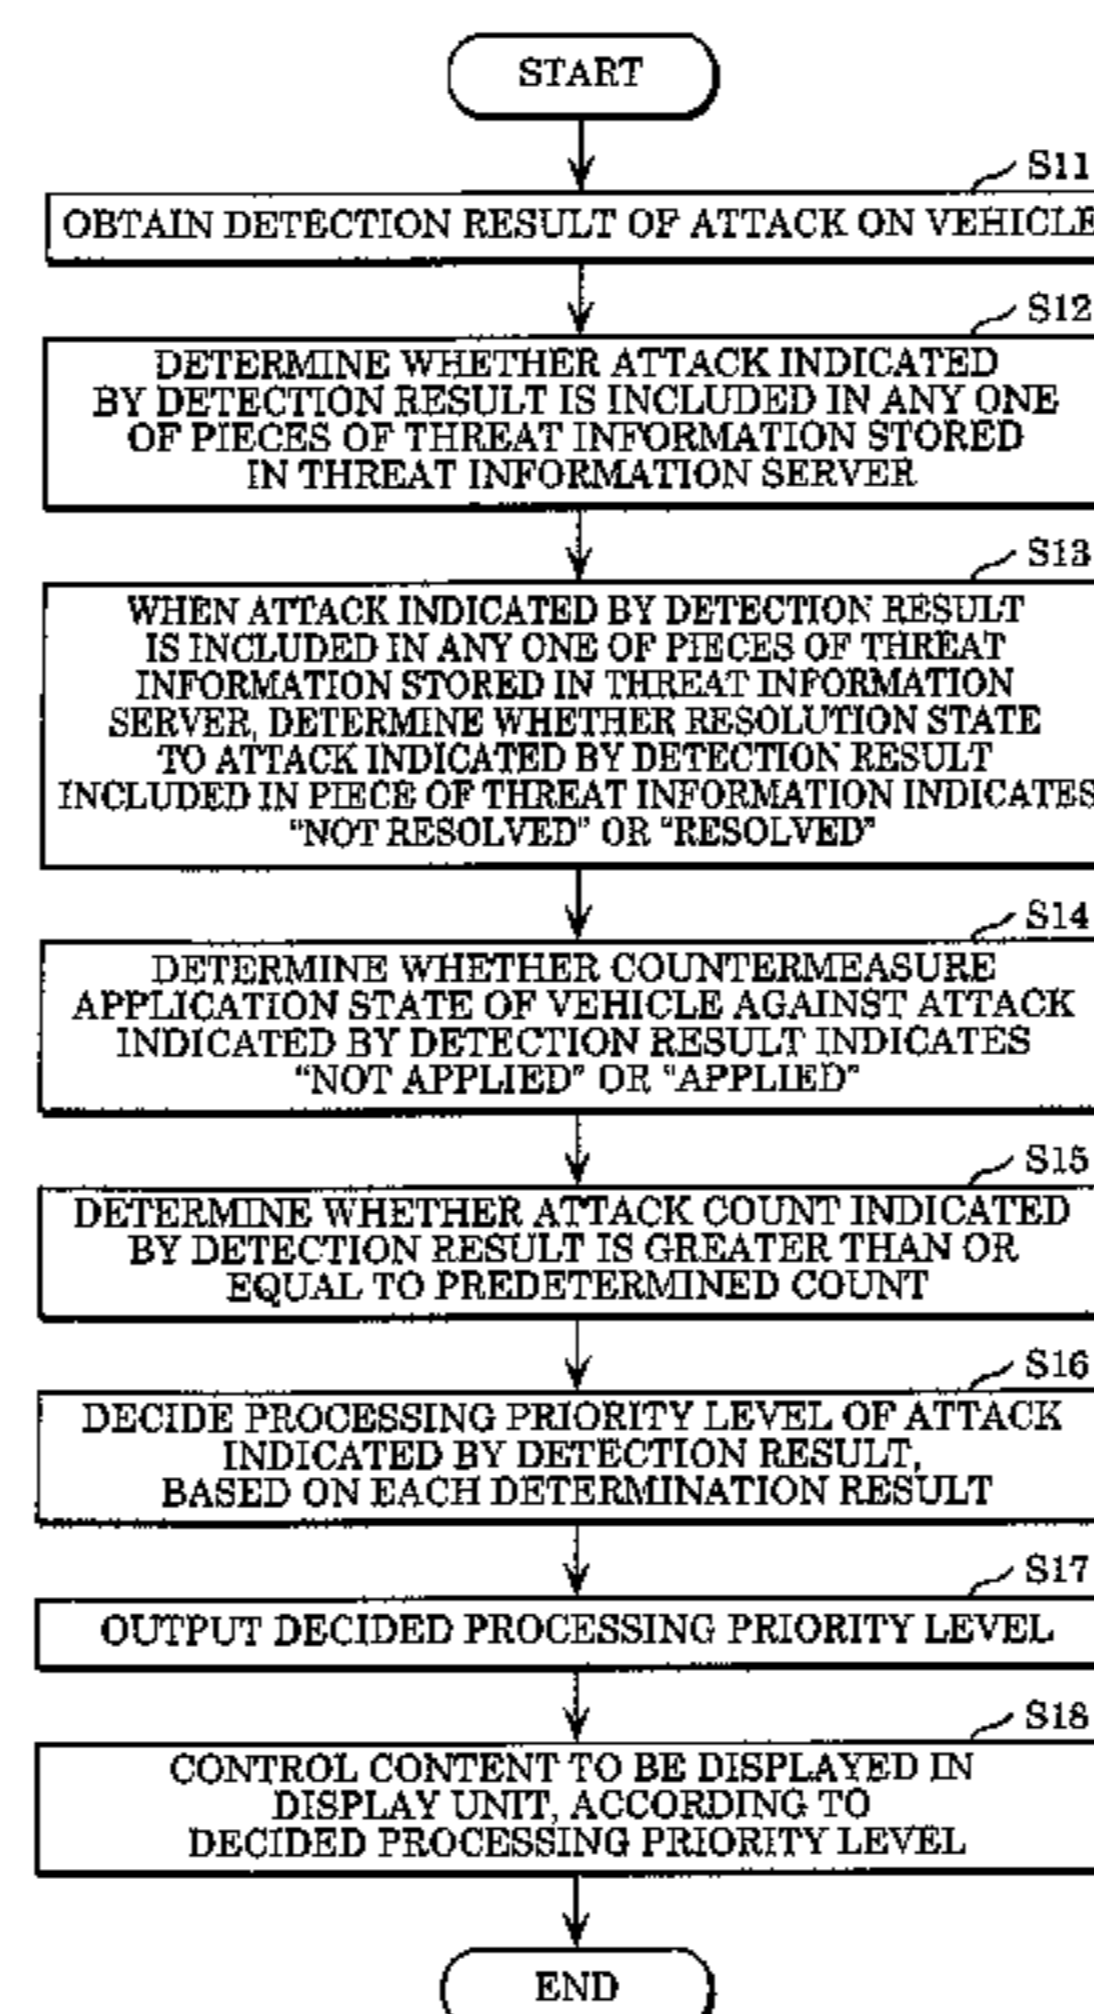 START
S11
OBTAIN DETECTION RESULT OF ATTACK ON VEHICLE
S12
DETERMINE WHETHER ATTACK INDICATED
BY DETECTION RESULT IS INCLUDED IN ANY ONE
OF PIECES OF THREAT INFORMATION STORED
IN THREAT INFORMATION SERVER
S13
WHEN ATTACK INDICATED BY DETECTION RESULT
IS INCLUDED IN ANY ONE OF PIECES OF THREAT
INFORMATION STORED IN THREAT INFORMATION
SERVER, DETERMINE WHETHER RESOLUTION STATE
TO ATTACK INDICATED BY DETECTION RESULT
INCLUDED IN PIECE OF THREAT INFORMATION INDICATES
“NOT RESOLVED” OR “RESOLVED”
S14
DETERMINE WHETHER COUNTERMEASURE
APPLICATION STATE OF VEHICLE AGAINST ATTACK
INDICATED BY DETECTION RESULT INDICATES
“NOT APPLIED” OR “APPLIED”
S15
DETERMINE WHETHER ATTACK COUNT INDICATED
BY DETECTION RESULT IS GREATER THAN OR
EQUAL TO PREDETERMINED COUNT
S16
DECIDE PROCESSING PRIORITY LEVEL OF ATTACK
INDICATED BY DETECTION RESULT,
BASED ON EACH DETERMINATION RESULT
S17
OUTPUT DECIDED PROCESSING PRIORITY LEVEL
S18
CONTROL CONTENT TO BE DISPLAYED IN
DISPLAY UNIT, ACCORDING TO
DECIDED PROCESSING PRIORITY LEVEL
END